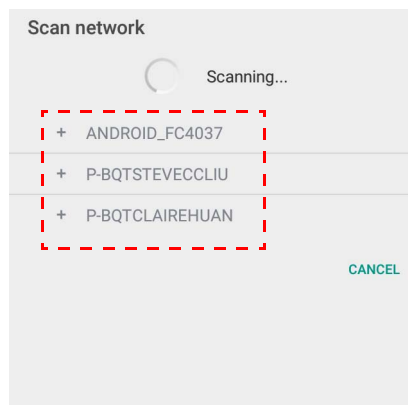 Scan network
Scanning...
+ ANDROID_FC4037
+ P-BQTSTEVECCLIU
+ P-BQTCLAIREHUAN
CANCEL